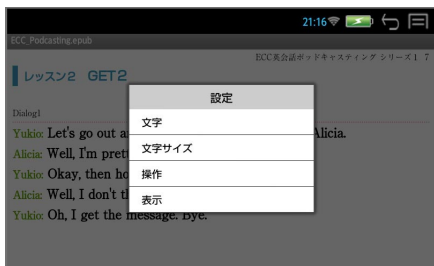 21:16
ECC_Podcasting.epub
ECC英会話ポッドキャスティング シリーズ1 7
レッスン2 GET2
Dialog1
Yukio: Let's go out a
Alicia.
Alicia: Well, I'm pret
Yukio: Okay, then ho
Alicia: Well, I don't t
Yukio: Oh, I get the message. Bye.
設定
文字
文字サイズ
操作
表示